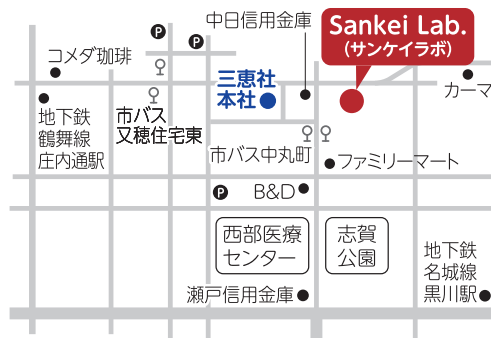 中日信用金庫
Sankei Lab.
(サンケイラボ)
P
P
コメダ珈琲
三恵社
本社
カーマ
地下鉄
鶴舞線
庄内通駅
市バス
又穂住宅東
市バス中丸町
ファミリーマート
P
B&D
西部医療
センター
志賀
公園
地下鉄
名城線
黒川駅
瀬戸信用金庫